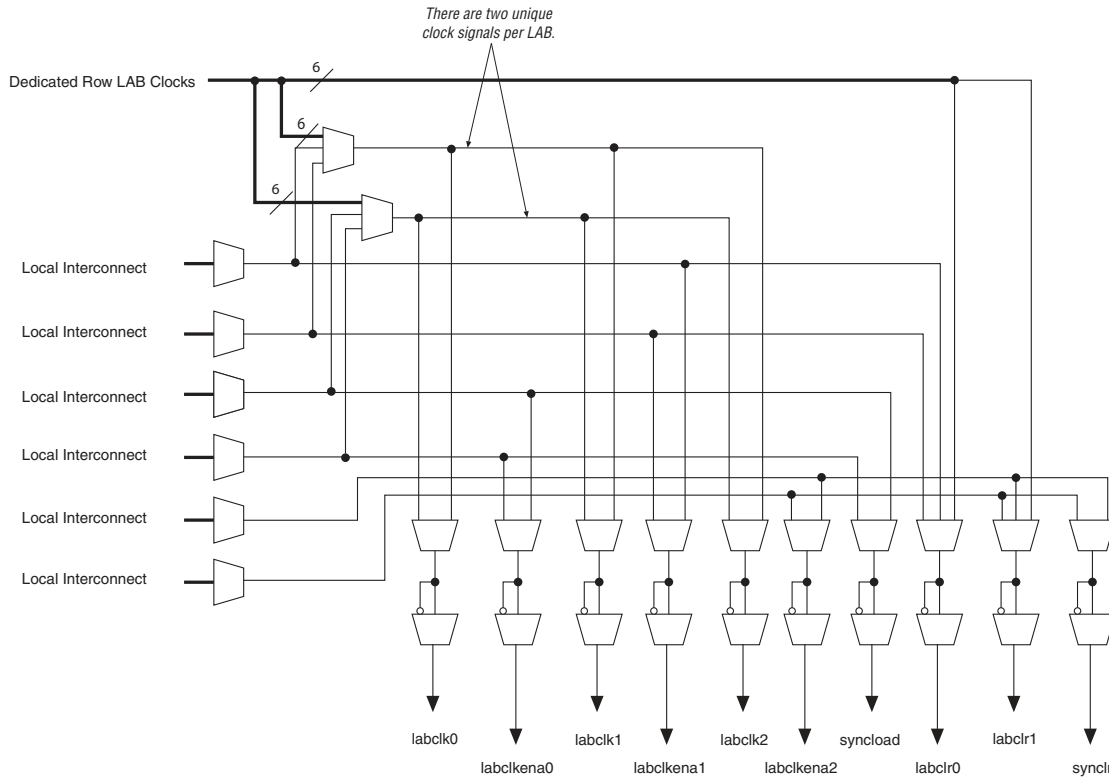 There are two unique
clock signals per LAB.
Dedicated Row LAB Clocks
6
6
6
Local Interconnect
Local Interconnect
Local Interconnect
Local Interconnect
Local Interconnect
Local Interconnect
labclk0
labclk1
labclk2
syncload
labclr1
labclkena0
labclkena1
labclkena2
labclr0
synclr